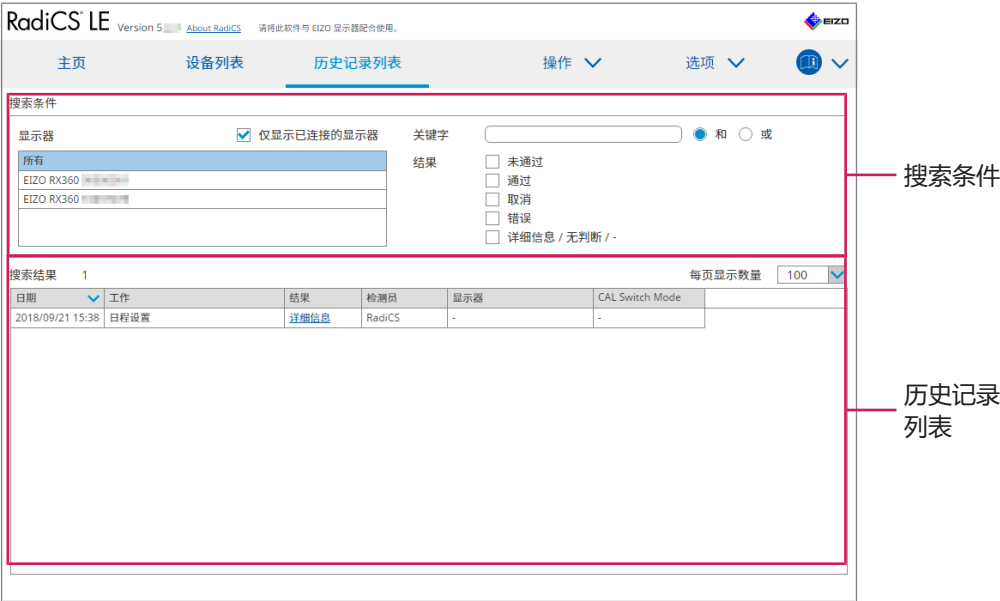 RadiCS LE Version 5. About RadiCS 请将此软件与 EIZO 显示器配合使用。 EIZO
主页 设备列表 历史记录列表 操作 选项
搜索条件
显示器 仅显示已连接的显示器 关键字 和 或
所有
EIZO RX360
EIZO RX360
结果
未通过
通过
取消
错误
详细信息 / 无判断 / -
搜索条件
搜索结果 1 每页显示数量 100
日期 工作 结果 检测员 显示器 CAL Switch Mode
2018/09/21 15:38 日程设置 详细信息 RadiCS - -
历史记录
列表